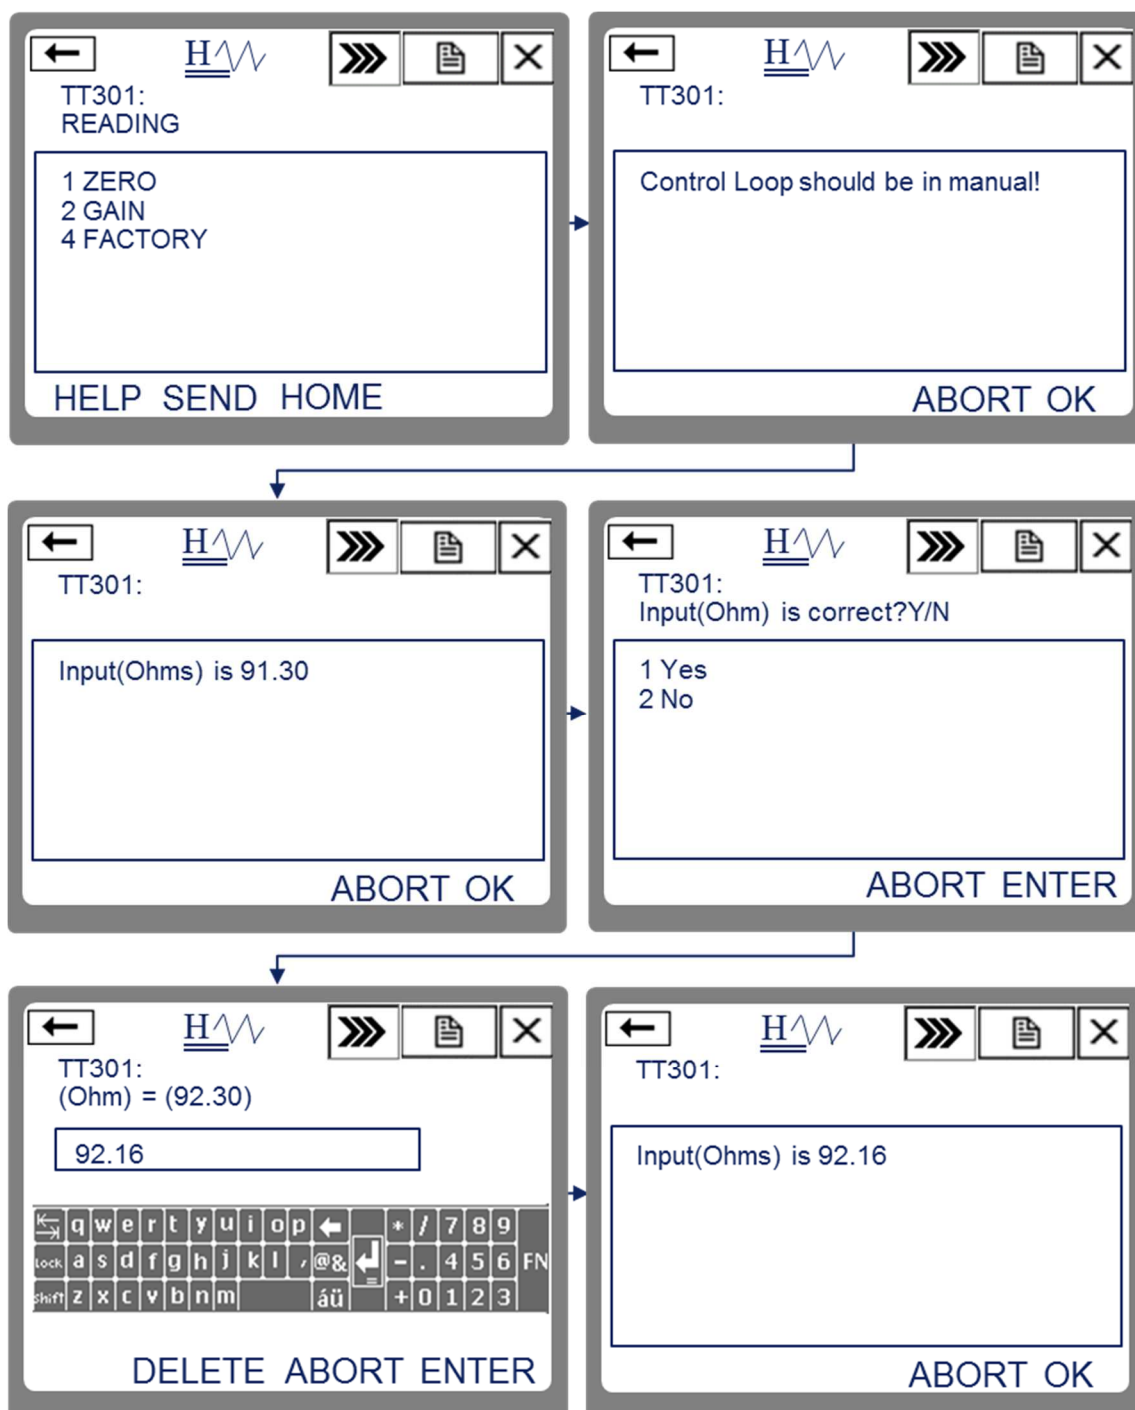 H
TT301:
READING
1 ZERO
2 GAIN
4 FACTORY
HELP SEND HOME
H
TT301:
Control Loop should be in manual!
ABORT OK
H
TT301:
Input(Ohms) is 91.30
ABORT OK
H
TT301:
Input(Ohm) is correct?Y/N
1 Yes
2 No
ABORT ENTER
H
TT301:
(Ohm) = (92.30)
92.16
q w e r t y u i o p * / 7 8 9
Lock a s d f g h j k l , @& - . 4 5 6 FN
Shift z x c v b n m áü = + 0 1 2 3
DELETE ABORT ENTER
H
TT301:
Input(Ohms) is 92.16
ABORT OK